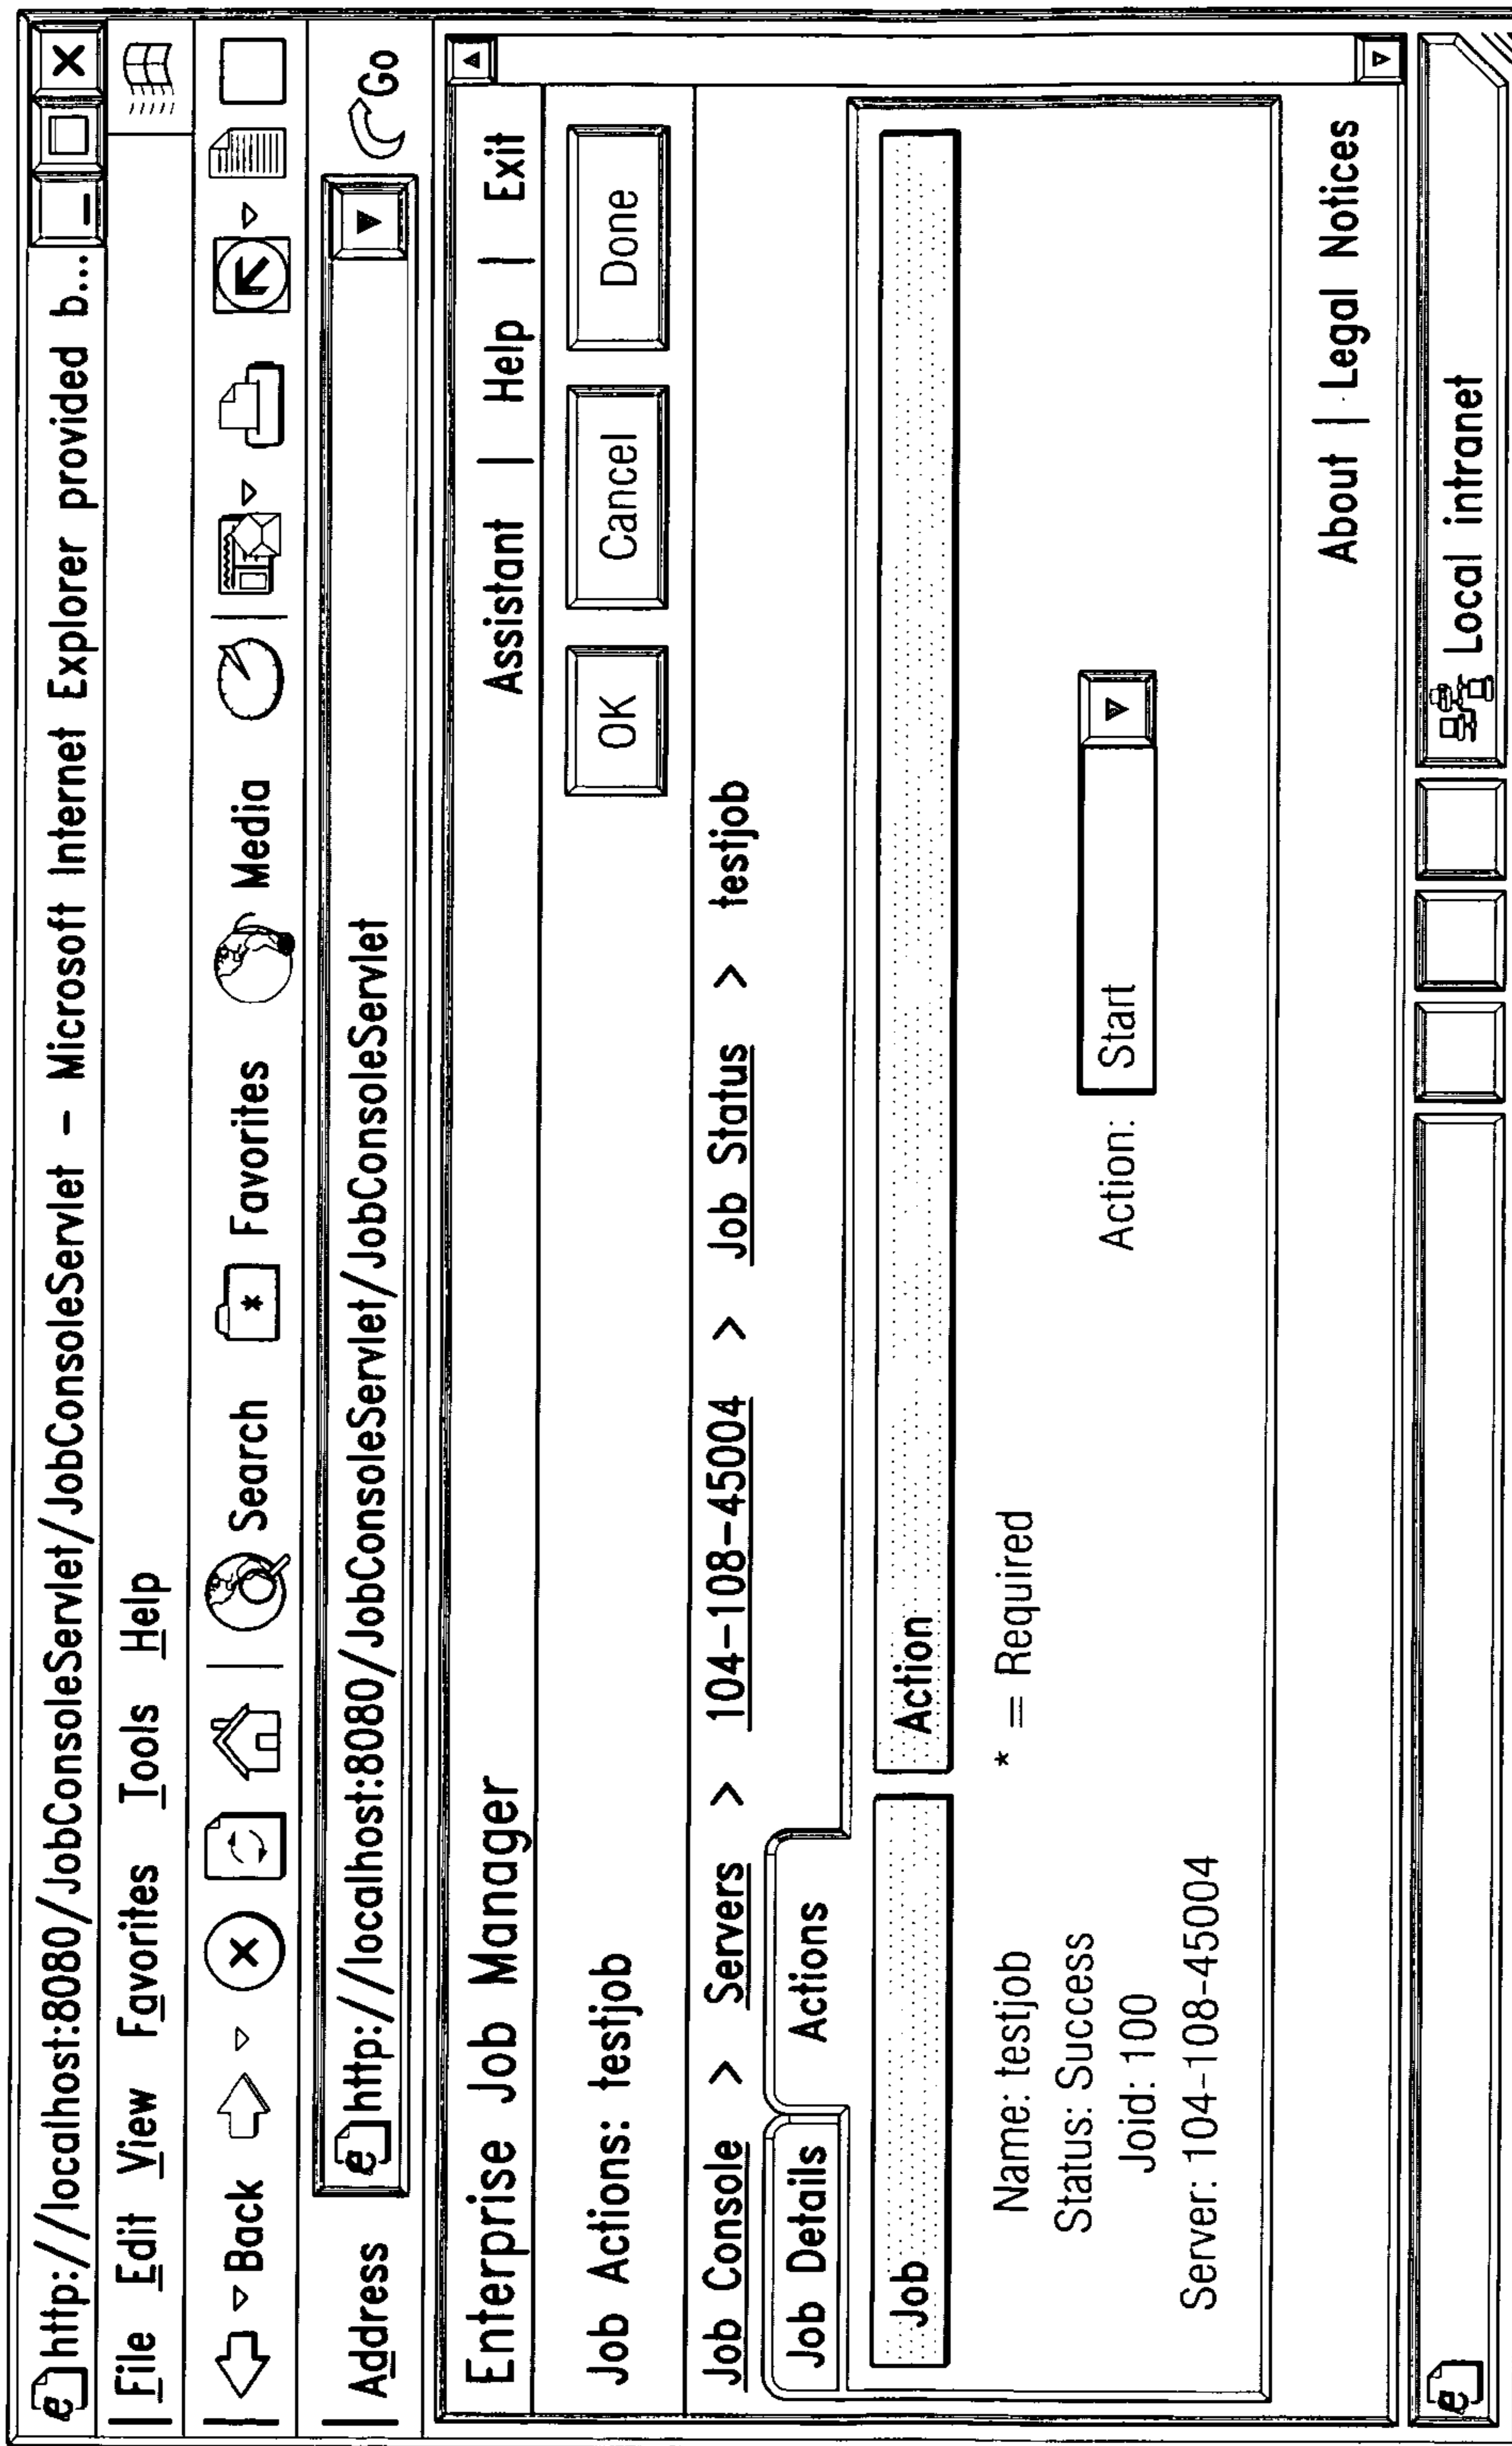 http://localhost:8080/JobConsoleServlet/JobConsoleServlet - Microsoft Internet Explorer provided b...
File Edit View Favorites Tools Help
Back Search Favorites Media
Address http://localhost:8080/JobConsoleServlet/JobConsoleServlet Go
Enterprise Job Manager Assistant | Help | Exit
Job Actions: testjob OK Cancel Done
Job Console > Servers > 104-108-45004 > Job Status > testjob
Job Details Actions
Job Action
Name: testjob * = Required
Status: Success
Joid: 100 Action: Start
Server: 104-108-45004
About | Legal Notices
Local intranet